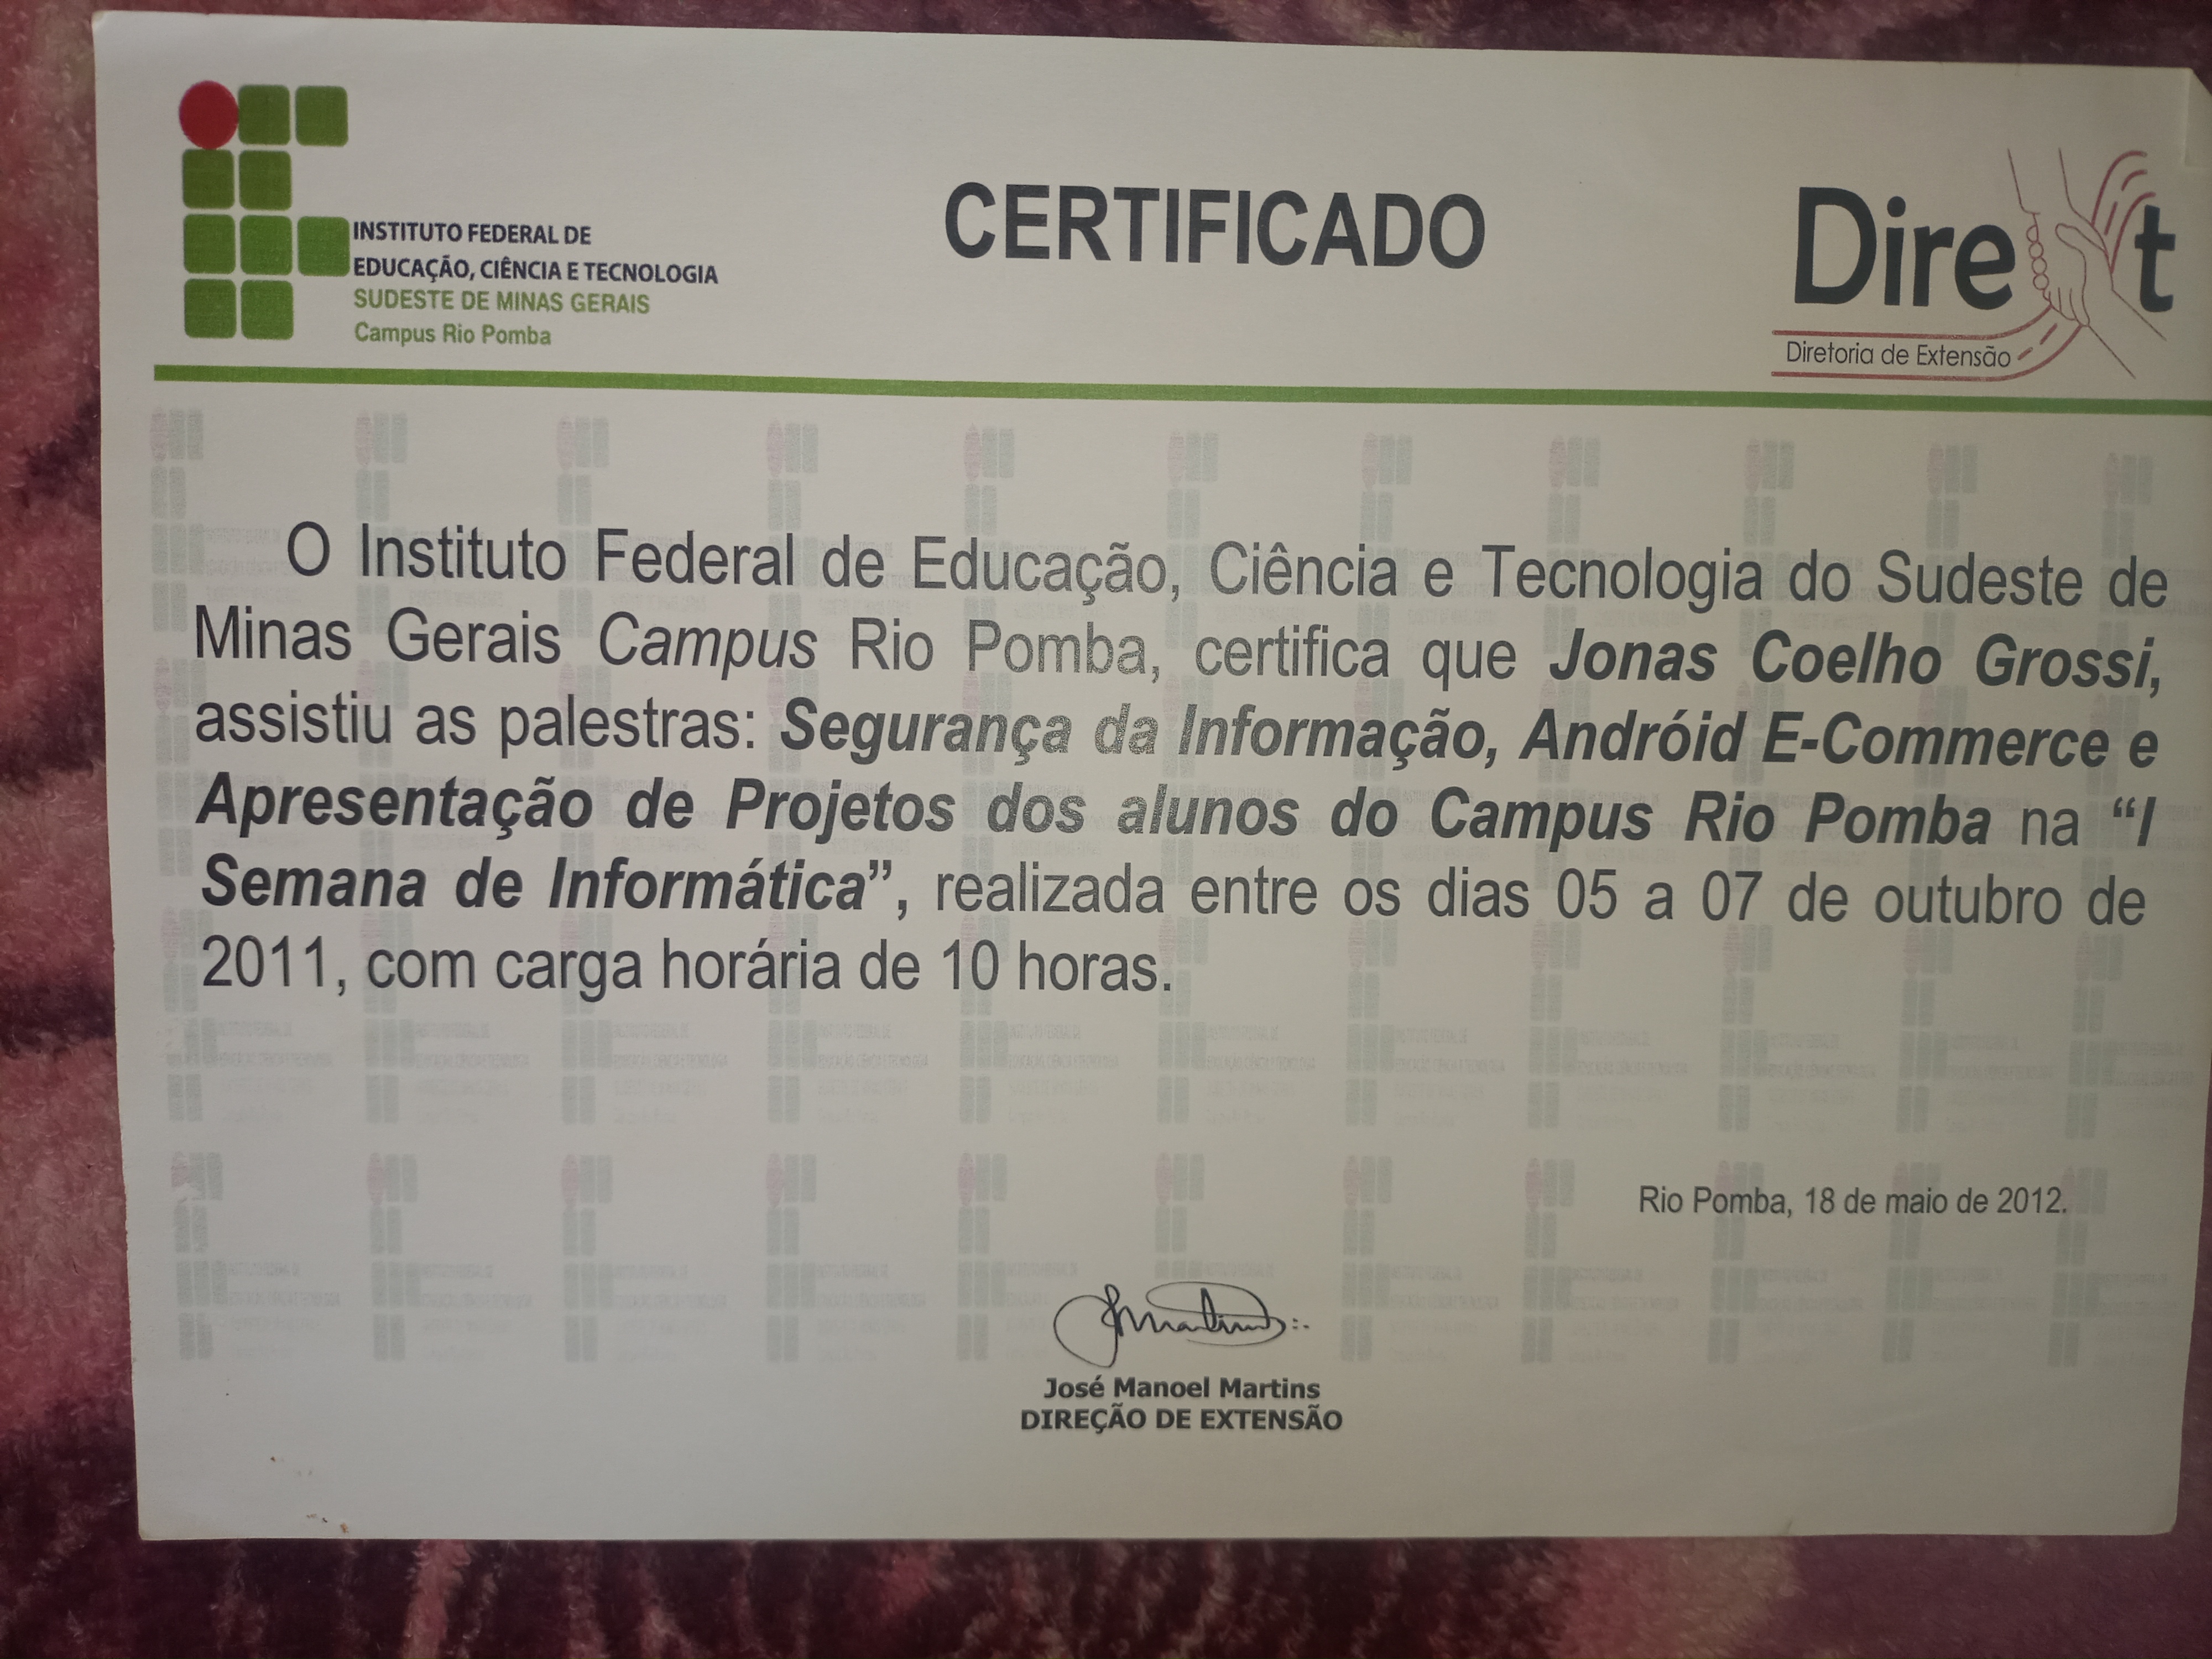 INSTITUTO FEDERAL DE
EDUCAÇÃO, CIÊNCIA E TECNOLOGIA
SUDESTE DE MINAS GERAIS
Campus Rio Pomba
CERTIFICADO
Dire t
Diretoria de Extensão
O Instituto Federal de Educação, Ciência e Tecnologia do Sudeste de
Minas Gerais Campus Rio Pomba, certifica que Jonas Coelho Grossi,
assistiu as palestras: Segurança da Informação, Andróid E-Commerce e
Apresentação de Projetos dos alunos do Campus Rio Pomba na “I
Semana de Informática”, realizada entre os dias 05 a 07 de outubro de
2011, com carga horária de 10 horas.
Rio Pomba, 18 de maio de 2012.
José Manoel Martins
DIREÇÃO DE EXTENSÃO